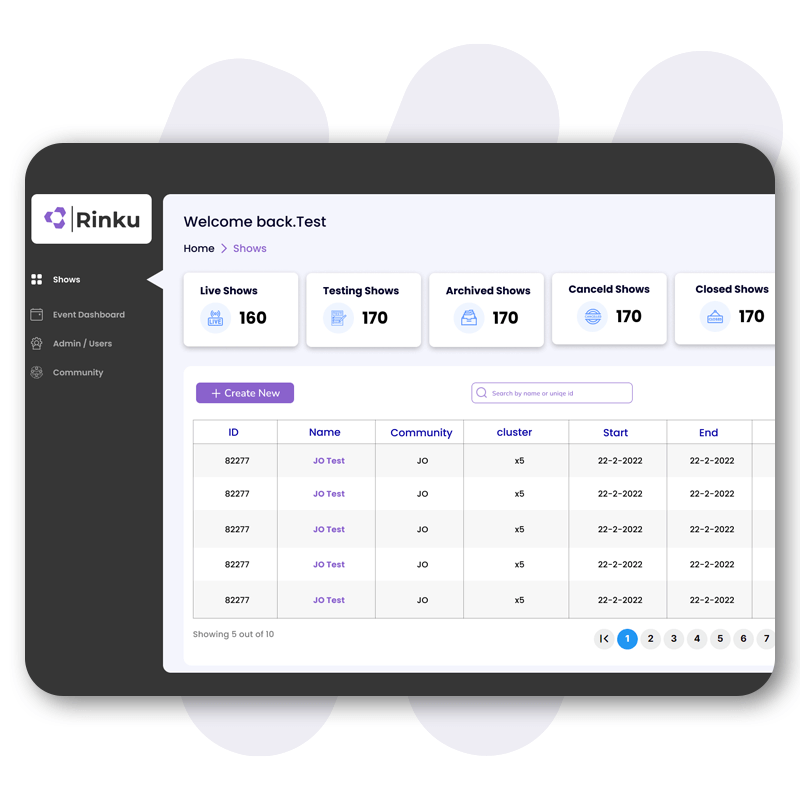 Rinku
Welcome back.Test
Home > Shows
Shows
Event Dashboard
Admin / Users
Community
Live Shows
160
Testing Shows
170
Archived Shows
170
Canceld Shows
170
Closed Shows
170
LIVE
+ Create New
Search by name or uniqe id
ID Name Community cluster Start End
82277 JO Test JO x5 22-2-2022 22-2-2022
82277 JO Test JO x5 22-2-2022 22-2-2022
82277 JO Test JO x5 22-2-2022 22-2-2022
82277 JO Test JO x5 22-2-2022 22-2-2022
82277 JO Test JO x5 22-2-2022 22-2-2022
Showing 5 out of 10
1 2 3 4 5 6 7